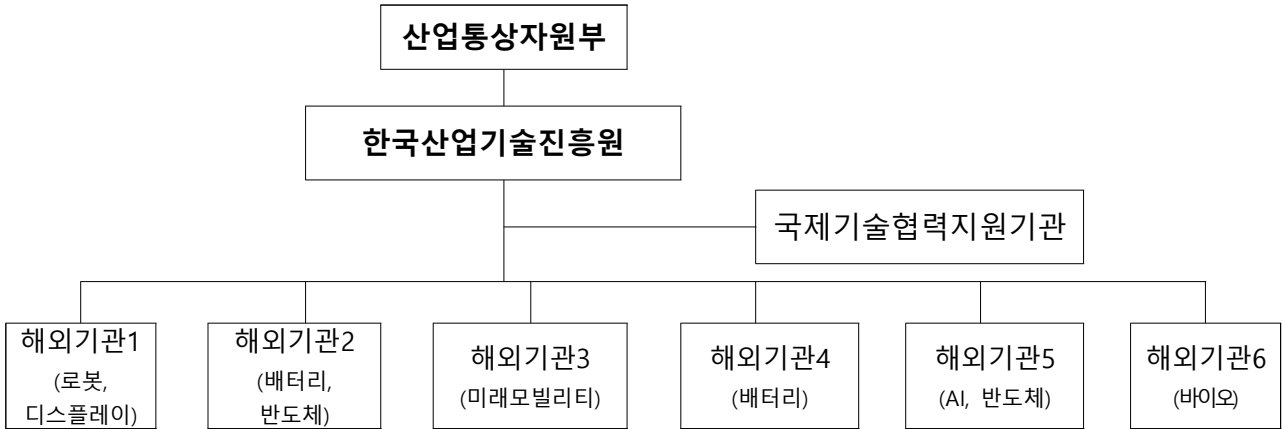 산업통상자원부
한국산업기술진흥원
국제기술협력지원기관
해외기관1
(로봇,
디스플레이)
해외기관2
(배터리,
반도체)
해외기관3
(미래모빌리티)
해외기관4
(배터리)
해외기관5
(AI, 반도체)
해외기관6
(바이오)